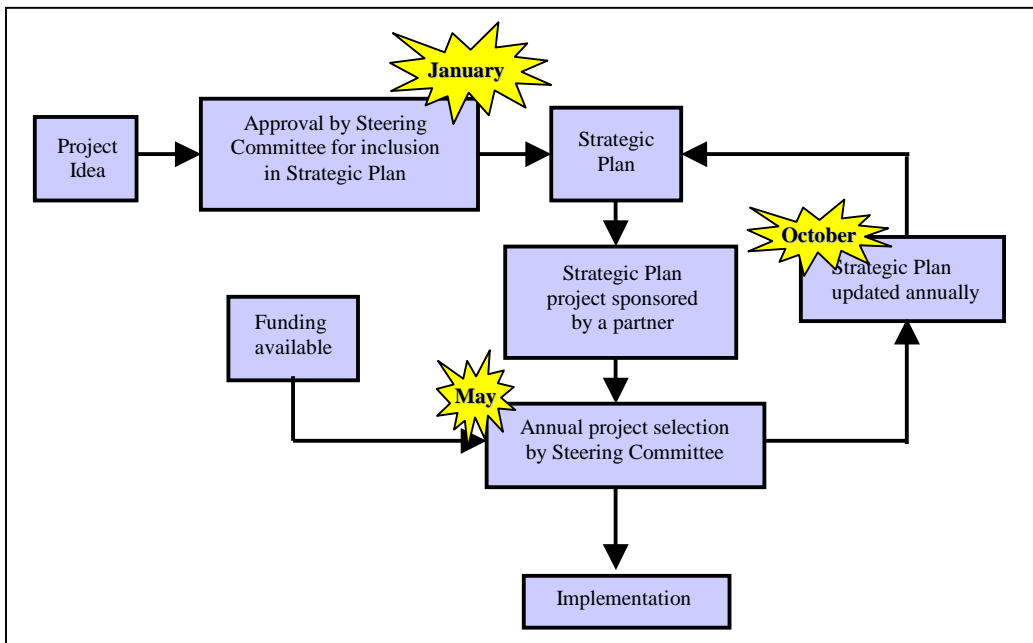 January
Project
Idea
Approval by Steering
Committee for inclusion
in Strategic Plan
Strategic
Plan
October
Strategic Plan
updated annually
Strategic Plan
project sponsored
by a partner
Funding
available
May
Annual project selection
by Steering Committee
Implementation